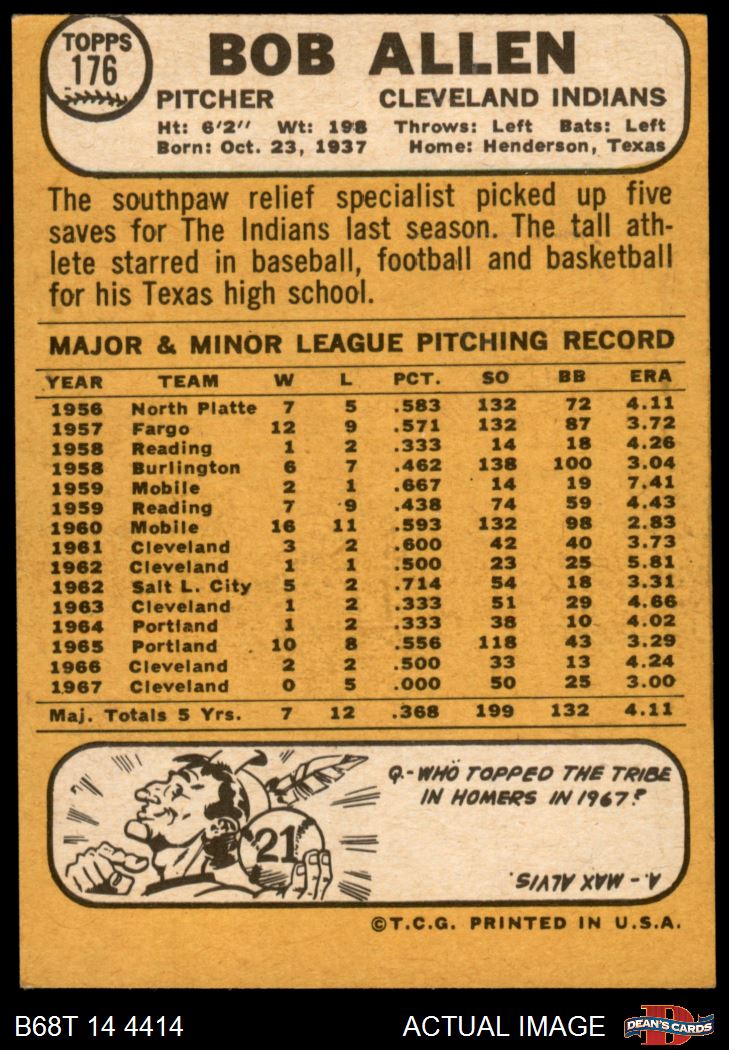 TOPPS
176
BOB ALLEN
PITCHER CLEVELAND INDIANS
Ht: 6'2" Wt: 198 Throws: Left Bats: Left
Born: Oct. 23, 1937 Home: Henderson, Texas
The southpaw relief specialist picked up five
saves for The Indians last season. The tall ath-
lete starred in baseball, football and basketball
for his Texas high school.
MAJOR & MINOR LEAGUE PITCHING RECORD
YEAR TEAM W L PCT. SO BB ERA
1956 North Platte 7 5 .583 132 72 4.11
1957 Fargo 12 9 .571 132 87 3.72
1958 Reading 1 2 .333 14 18 4.26
1958 Burlington 6 7 .462 138 100 3.04
1959 Mobile 2 1 .667 14 19 7.41
1959 Reading 7 9 .438 74 59 4.43
1960 Mobile 16 11 .593 132 98 2.83
1961 Cleveland 3 2 .600 42 40 3.73
1962 Cleveland 1 1 .500 23 25 5.81
1962 Salt L. City 5 2 .714 54 18 3.31
1963 Cleveland 1 2 .333 51 29 4.66
1964 Portland 1 2 .333 38 10 4.02
1965 Portland 10 8 .556 118 43 3.29
1966 Cleveland 2 2 .500 33 13 4.24
1967 Cleveland 0 5 .000 50 25 3.00
Maj. Totals 5 Yrs. 7 12 .368 199 132 4.11
21
Q.-WHO TOPPED THE TRIBE
IN HOMERS IN 1967?
A.- MAX ALVIS.
©T.C.G. PRINTED IN U.S.A.
B68T 14 4414 ACTUAL IMAGE
D
DEAN'S CARDS